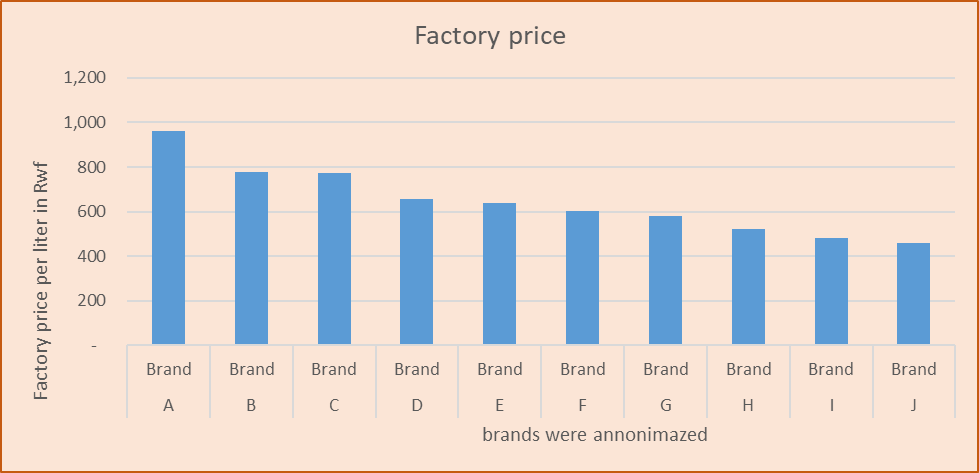 Factory price
Factory price per liter in Rwf
1,200
1,000
800
600
400
200
-
Brand Brand Brand Brand Brand Brand Brand Brand Brand Brand
A B C D E F G H I J
brands were annonimazed